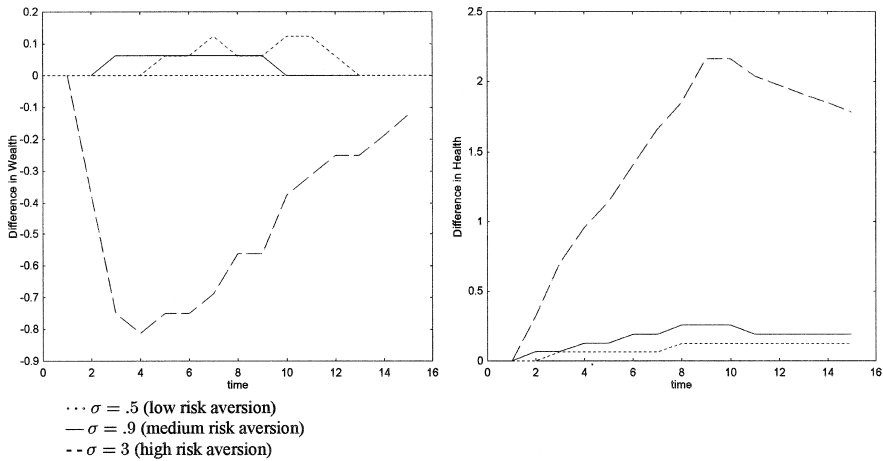 0.2
0.1
0
-0.1
-0.2
-0.3
-0.4
-0.5
-0.6
-0.7
-0.8
-0.9
Difference in Wealth
0 2 4 6 8 10 12 14 16
time
2.5
2
1.5
1
0.5
0
Difference in Health
0 2 4 6 8 10 12 14 16
time
··· σ = .5 (low risk aversion)
— σ = .9 (medium risk aversion)
-- σ = 3 (high risk aversion)